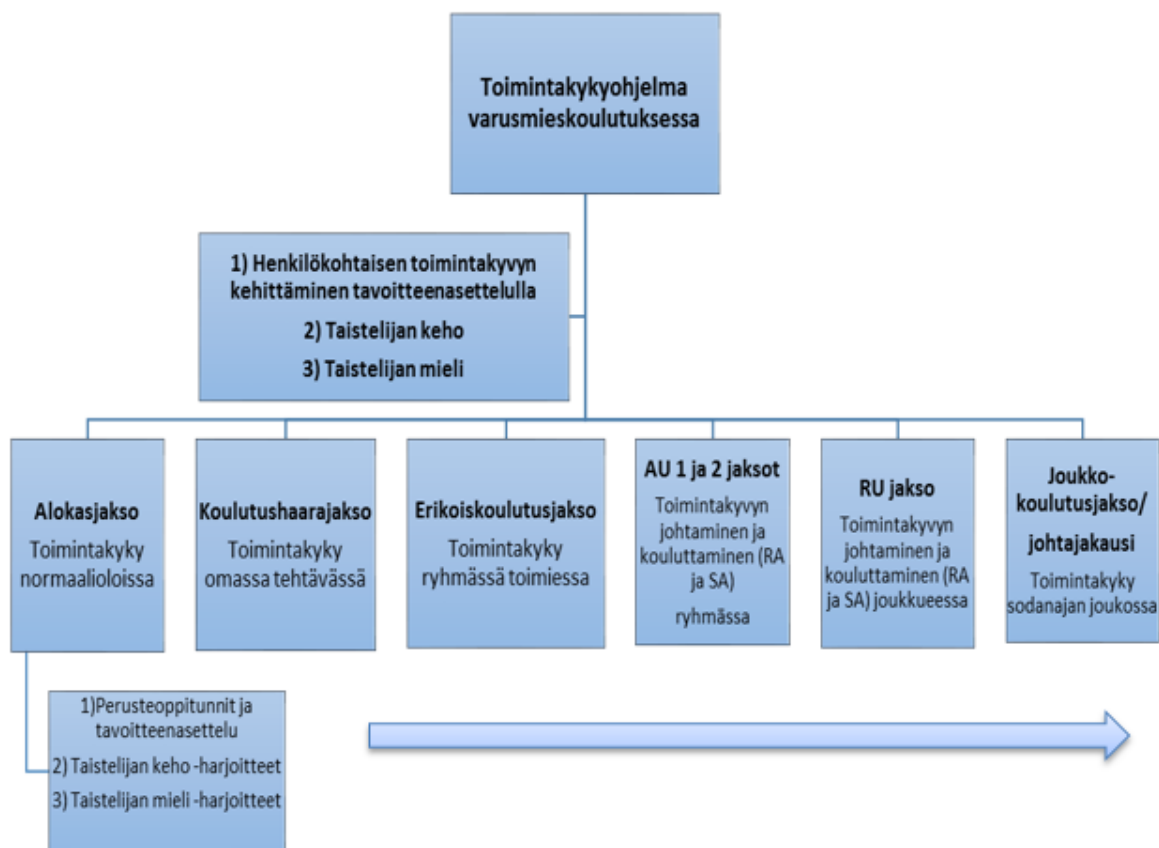 Toimintakykyohjelma
varusmieskoulutuksessa
1) Henkilökohtaisen toimintakyvyn
kehittäminen tavoitteenasettelulla
2) Taistelijan keho
3) Taistelijan mieli
Alokasjakso
Toimintakyky
normaalioloissa
Koulutushaarajakso
Toimintakyky
omassa tehtävässä
Erikoiskoulutusjakso
Toimintakyky
ryhmässä toimiessa
AU 1 ja 2 jaksot
Toimintakyvyn
johtaminen ja
kouluttaminen (RA
ja SA)
ryhmässa
RU jakso
Toimintakyvyn
johtaminen ja
kouluttaminen (RA
ja SA) joukkueessa
Joukko-
koulutusjakso/
johtajakausi
Toimintakyky
sodanajan joukossa
1)Perusteoppitunnit ja
tavoitteenasettelu
2) Taistelijan keho -harjoitteet
3) Taistelijan mieli -harjoitteet